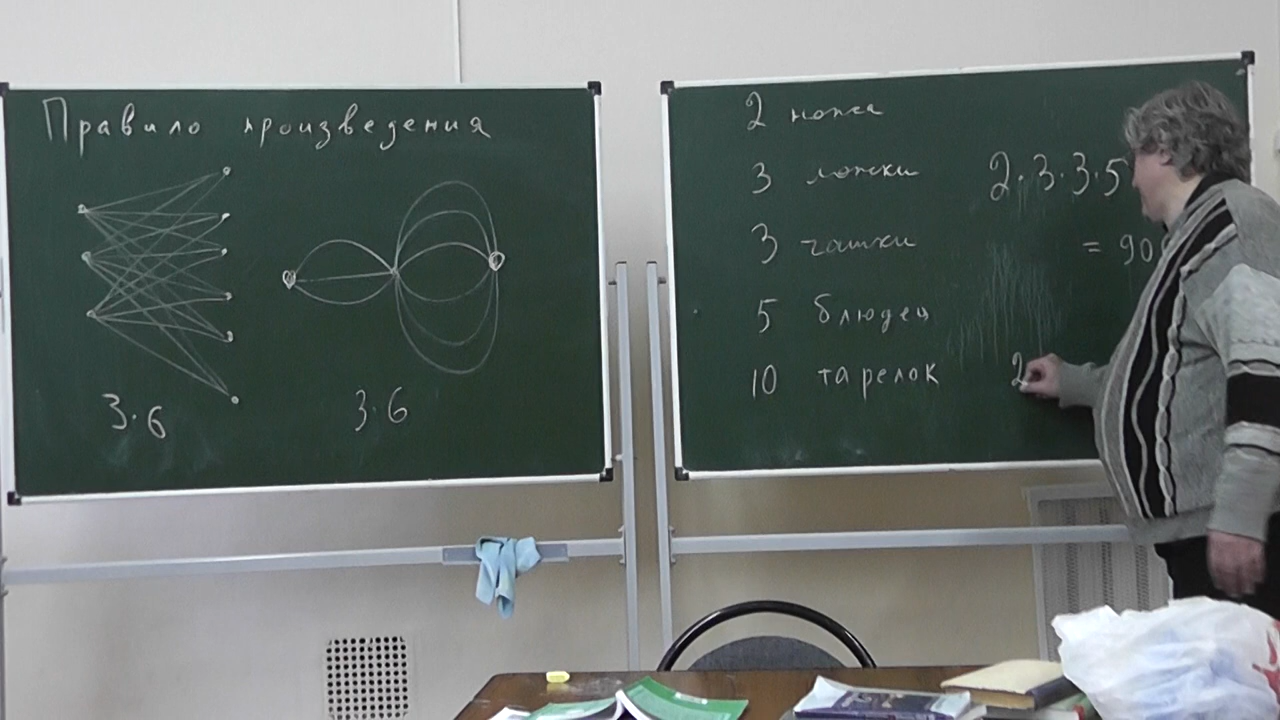 Правило произведения
3·6
3·6
2 ножа
3 ложки
3 чашки
5 блюдец
10 тарелок
2·3·3·5
= 90
2